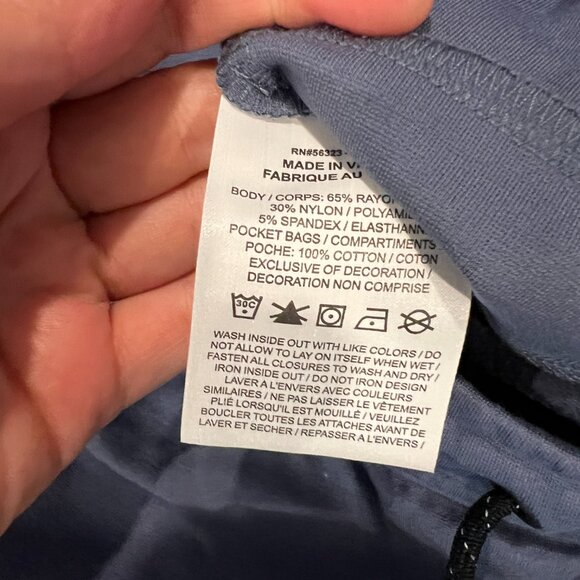 RN#56323
MADE IN
FABRIQUE AU
BODY / CORPS: 65%
30% NYLON /
5% SPANDEX /
POCKET BAGS / COMPARTIMENTS
POCHE: 100% COTTON / COTON
EXCLUSIVE OF DECORATION /
DECORATION NON COMPRISE
30C
WASH INSIDE OUT WITH LIKE COLORS / DO
NOT ALLOW TO LAY ON ITSELF WHEN WET /
FASTEN ALL CLOSURES TO WASH AND DRY /
IRON INSIDE OUT / DO NOT IRON DESIGN
LAVER A L'ENVERS AVEC COULEURS
SIMILAIRES / NE PAS LAISSER LE VÊTEMENT
PLIÉ LORSQU'IL EST MOUILLÉ / VEUILLEZ
BOUCLER TOUTES LES ATTACHES AVANT DE
LAVER ET SECHER / REPASSER A L'ENVERS /